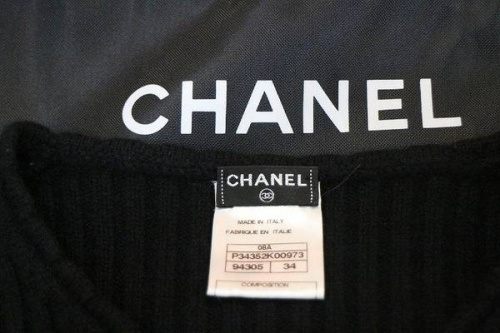 CHANEL
CHANEL
MADE IN ITALY
FABRIQUE EN ITALIE
08A
P34352K00973
94305 34
COMPOSITION